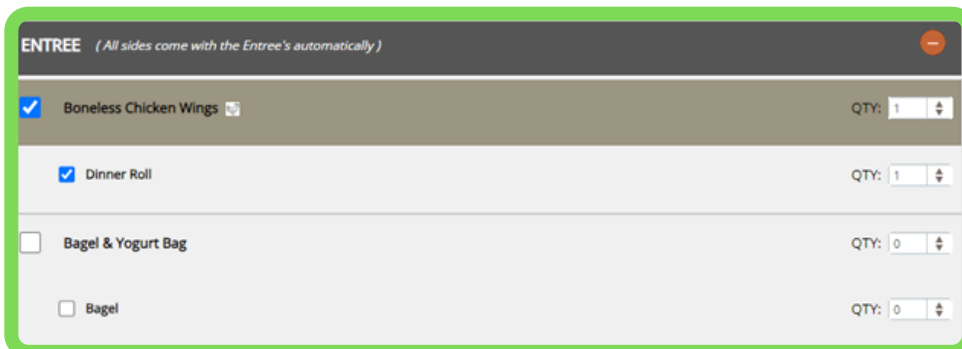 ENTREE ( All sides come with the Entree's automatically )
Boneless Chicken Wings QTY: 1
Dinner Roll QTY: 1
Bagel & Yogurt Bag QTY: 0
Bagel QTY: 0